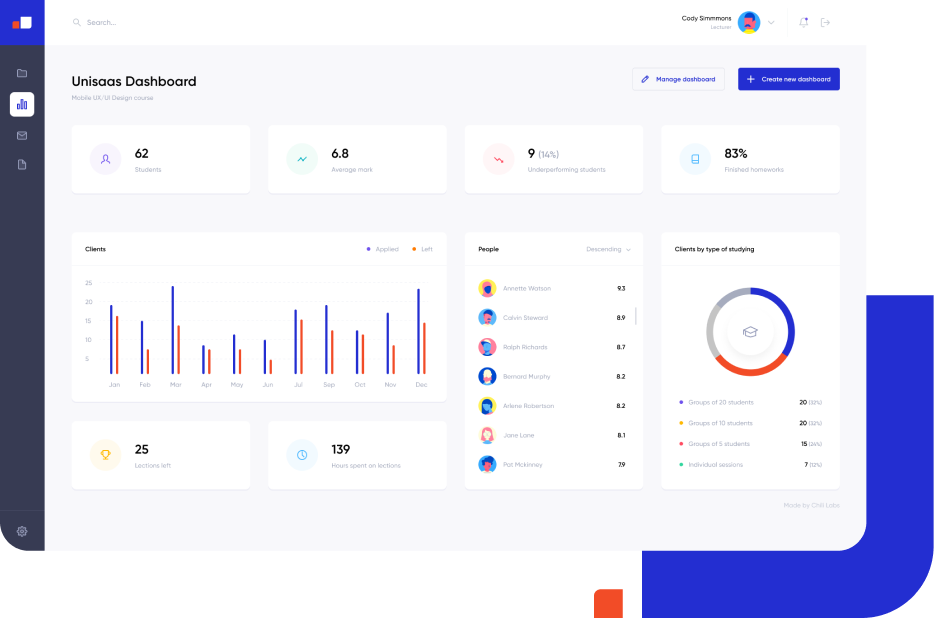 Search...
Cody Simmmons
Lecturer
Unisaas Dashboard
Mobile UX/UI Design course
Manage dashboard
Create new dashboard
62
Students
6.8
Average mark
9 (14%)
Underperforming students
83%
Finished homeworks
Clients
Applied
Left
25
20
15
10
5
Jan Feb Mar Apr May Jun Jul Sep Oct Nov Dec
People
Descending
Annette Watson 9.3
Calvin Steward 8.9
Ralph Richards 8.7
Bernard Murphy 8.2
Arlene Robertson 8.2
Jane Lane 8.1
Pat Mckinney 7.9
Clients by type of studying
Groups of 20 students 20 (32%)
Groups of 10 students 20 (32%)
Groups of 5 students 15 (24%)
Individual sessions 7 (12%)
25
Lections left
139
Hours spent on lections
Made by Chili Labs